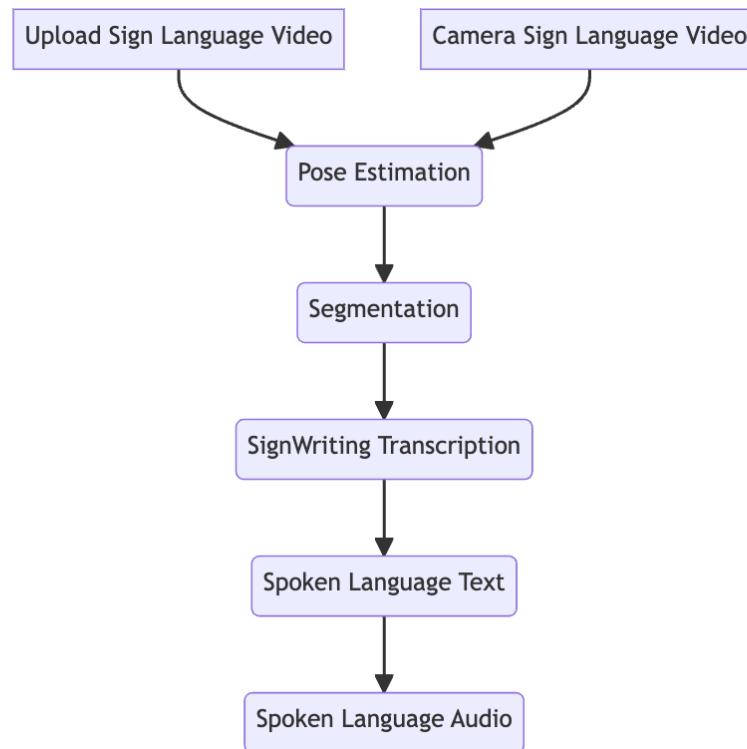 Upload Sign Language Video
Camera Sign Language Video
Pose Estimation
Segmentation
SignWriting Transcription
Spoken Language Text
Spoken Language Audio